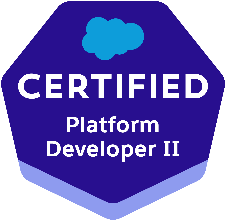 CERTIFIED
Platform
Developer II